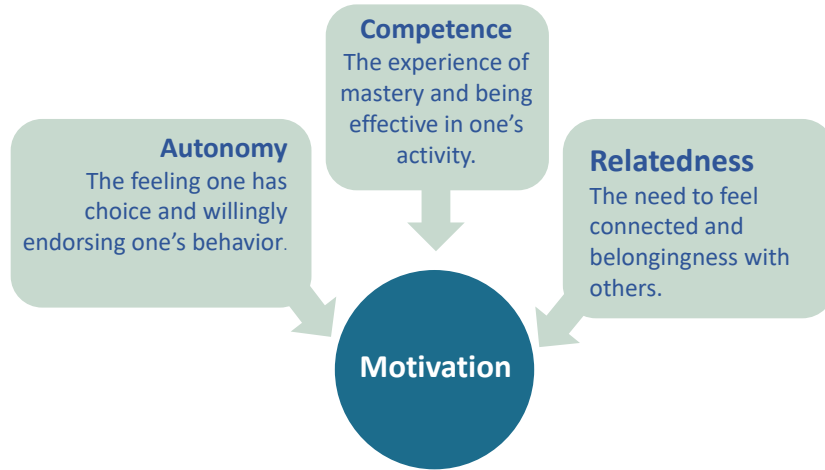 Competence
The experience of
mastery and being
effective in one’s
activity.
Autonomy
The feeling one has
choice and willingly
endorsing one’s behavior.
Relatedness
The need to feel
connected and
belongingness with
others.
Motivation